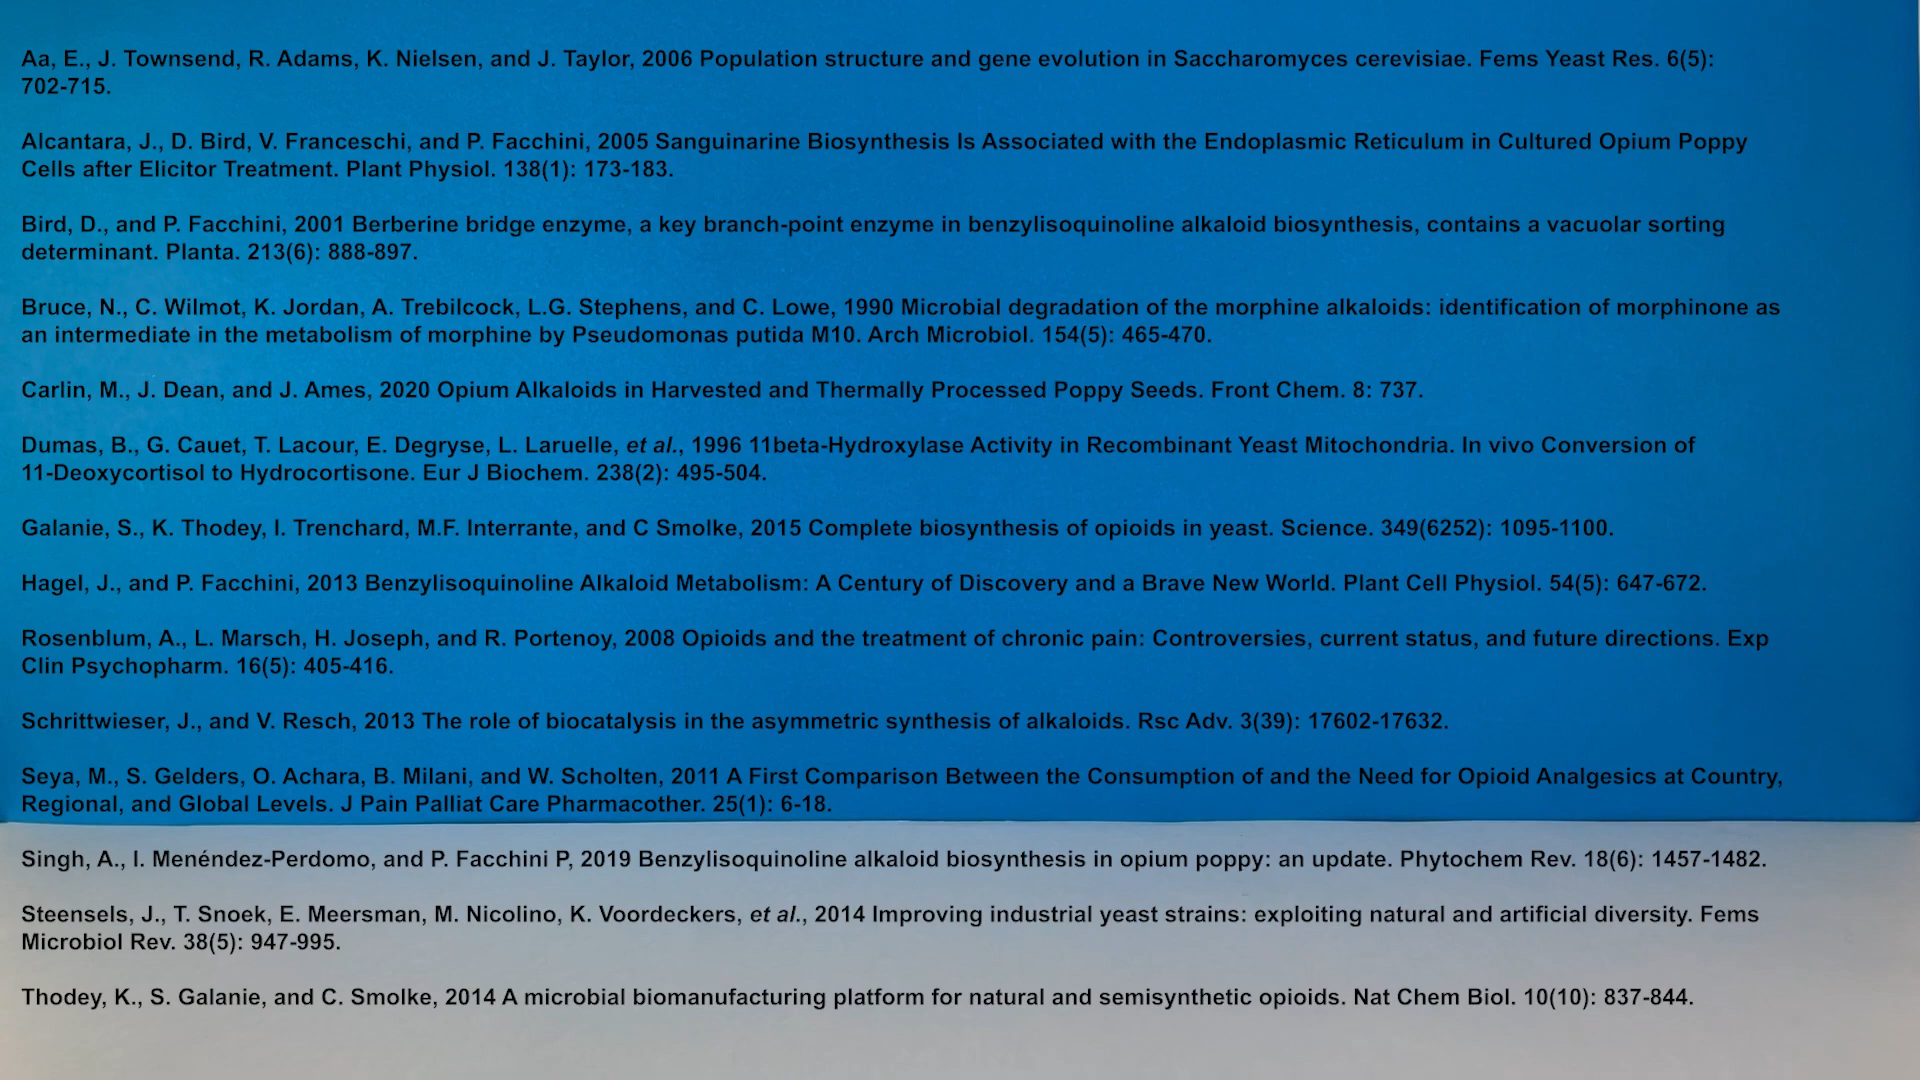 Aa, E., J. Townsend, R. Adams, K. Nielsen, and J. Taylor, 2006 Population structure and gene evolution in Saccharomyces cerevisiae. Fems Yeast Res. 6(5):
702-715.
Alcantara, J., D. Bird, V. Franceschi, and P. Facchini, 2005 Sanguinarine Biosynthesis Is Associated with the Endoplasmic Reticulum in Cultured Opium Poppy
Cells after Elicitor Treatment. Plant Physiol. 138(1): 173-183.
Bird, D., and P. Facchini, 2001 Berberine bridge enzyme, a key branch-point enzyme in benzylisoquinoline alkaloid biosynthesis, contains a vacuolar sorting
determinant. Planta. 213(6): 888-897.
Bruce, N., C. Wilmot, K. Jordan, A. Trebilcock, L.G. Stephens, and C. Lowe, 1990 Microbial degradation of the morphine alkaloids: identification of morphinone as
an intermediate in the metabolism of morphine by Pseudomonas putida M10. Arch Microbiol. 154(5): 465-470.
Carlin, M., J. Dean, and J. Ames, 2020 Opium Alkaloids in Harvested and Thermally Processed Poppy Seeds. Front Chem. 8: 737.
Dumas, B., G. Cauet, T. Lacour, E. Degryse, L. Laruelle, et al., 1996 11beta-Hydroxylase Activity in Recombinant Yeast Mitochondria. In vivo Conversion of
11-Deoxycortisol to Hydrocortisone. Eur J Biochem. 238(2): 495-504.
Galanie, S., K. Thodey, I. Trenchard, M.F. Interrante, and C Smolke, 2015 Complete biosynthesis of opioids in yeast. Science. 349(6252): 1095-1100.
Hagel, J., and P. Facchini, 2013 Benzylisoquinoline Alkaloid Metabolism: A Century of Discovery and a Brave New World. Plant Cell Physiol. 54(5): 647-672.
Rosenblum, A., L. Marsch, H. Joseph, and R. Portenoy, 2008 Opioids and the treatment of chronic pain: Controversies, current status, and future directions. Exp
Clin Psychopharm. 16(5): 405-416.
Schrittwieser, J., and V. Resch, 2013 The role of biocatalysis in the asymmetric synthesis of alkaloids. Rsc Adv. 3(39): 17602-17632.
Seya, M., S. Gelders, O. Achara, B. Milani, and W. Scholten, 2011 A First Comparison Between the Consumption of and the Need for Opioid Analgesics at Country,
Regional, and Global Levels. J Pain Palliat Care Pharmacother. 25(1): 6-18.
Singh, A., I. Menéndez-Perdomo, and P. Facchini P, 2019 Benzylisoquinoline alkaloid biosynthesis in opium poppy: an update. Phytochem Rev. 18(6): 1457-1482.
Steensels, J., T. Snoek, E. Meersman, M. Nicolino, K. Voordeckers, et al., 2014 Improving industrial yeast strains: exploiting natural and artificial diversity. Fems
Microbiol Rev. 38(5): 947-995.
Thodey, K., S. Galanie, and C. Smolke, 2014 A microbial biomanufacturing platform for natural and semisynthetic opioids. Nat Chem Biol. 10(10): 837-844.